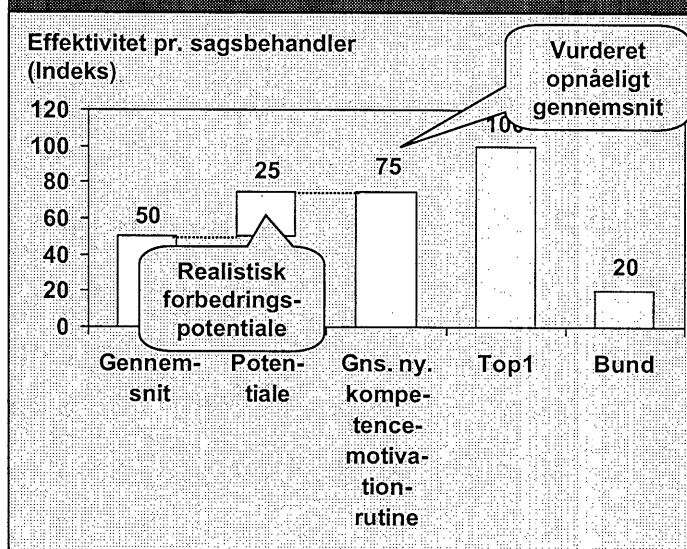 Effektivitet pr. sagsbehandler
(Indeks)
Vurderet
opnåeligt
gennemsnit
120
100
80
60
40
20
0
50
25
75
100
20
Realistisk
forbedrings-
potentiale
Gennem-
snit
Poten-
tiale
Gns. ny.
kompe-
tence-
motiva-
tion-
rutine
Top1
Bund